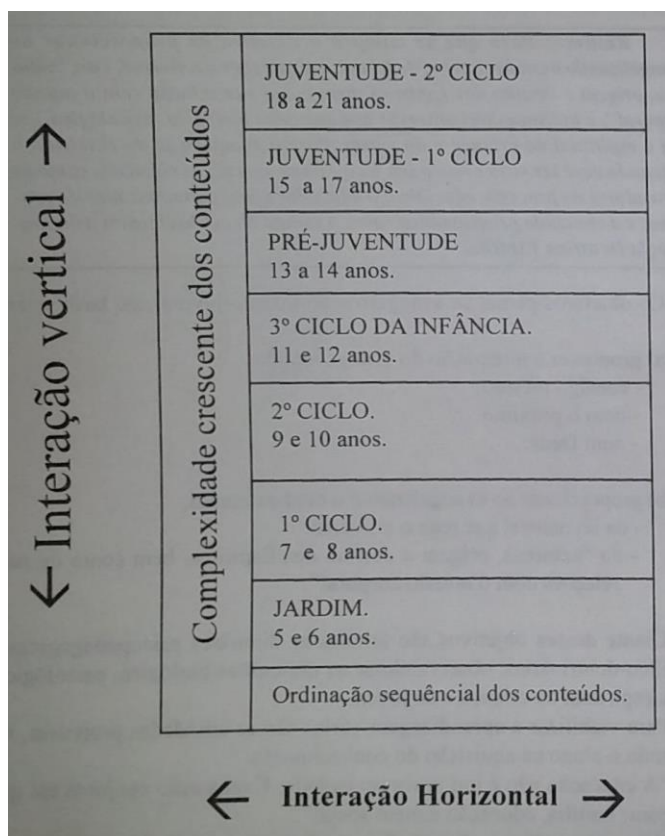 ← Interação vertical →
Complexidade crescente dos conteúdos
JUVENTUDE - 2º CICLO
18 a 21 anos.
JUVENTUDE - 1º CICLO
15 a 17 anos.
PRÉ-JUVENTUDE
13 a 14 anos.
3º CICLO DA INFÂNCIA.
11 e 12 anos.
2º CICLO.
9 e 10 anos.
1º CICLO.
7 e 8 anos.
JARDIM.
5 e 6 anos.
Ordinação sequêncial dos conteúdos.
← Interação Horizontal →